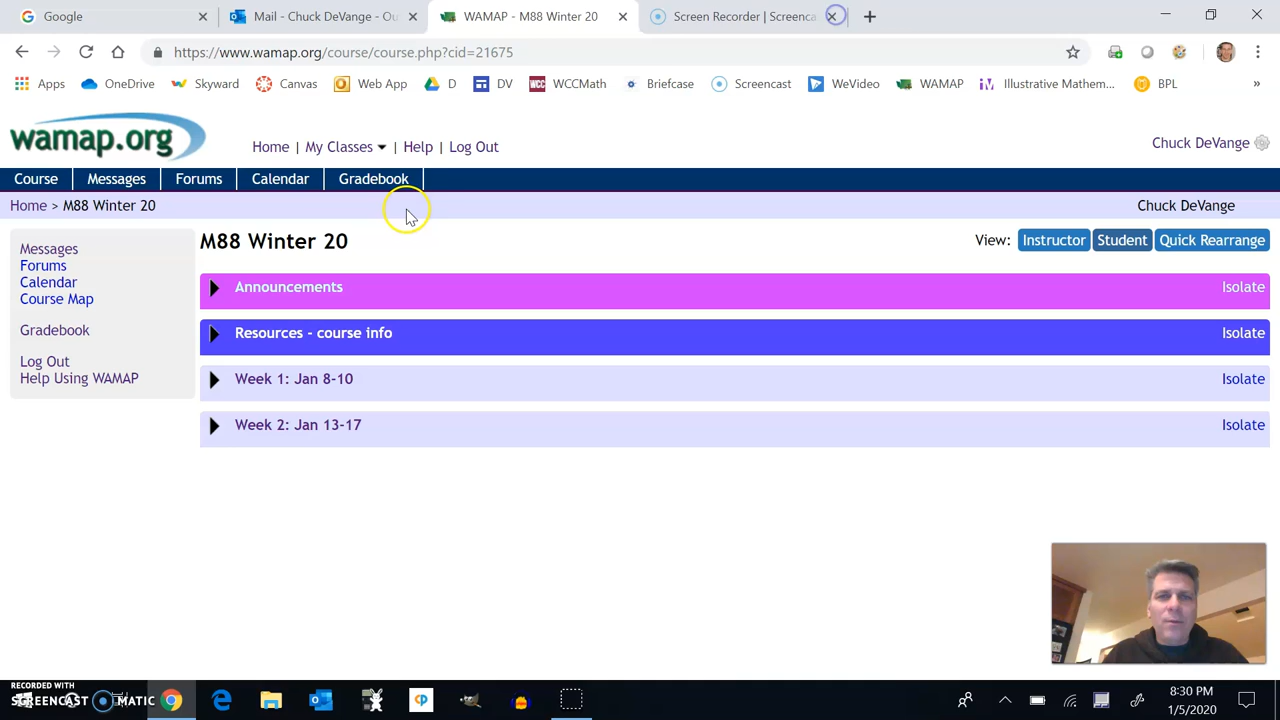 Google
Mail - Chuck DeVange - Ou
WAMAP - M88 Winter 20
Screen Recorder | Screenca
https://www.wamap.org/course/course.php?cid=21675
Apps OneDrive Skyward Canvas Web App D DV WCCMath Briefcase Screencast WeVideo WAMAP Illustrative Mathem... BPL »
wamap.org
Home | My Classes | Help | Log Out
Chuck DeVange
Course Messages Forums Calendar Gradebook
Home > M88 Winter 20
Chuck DeVange
Messages
Forums
Calendar
Course Map
Gradebook
Log Out
Help Using WAMAP
M88 Winter 20
View: Instructor Student Quick Rearrange
Announcements Isolate
Resources - course info Isolate
Week 1: Jan 8-10 Isolate
Week 2: Jan 13-17 Isolate
RECORDED WITH
SCREENCAST MATIC
8:30 PM
1/5/2020